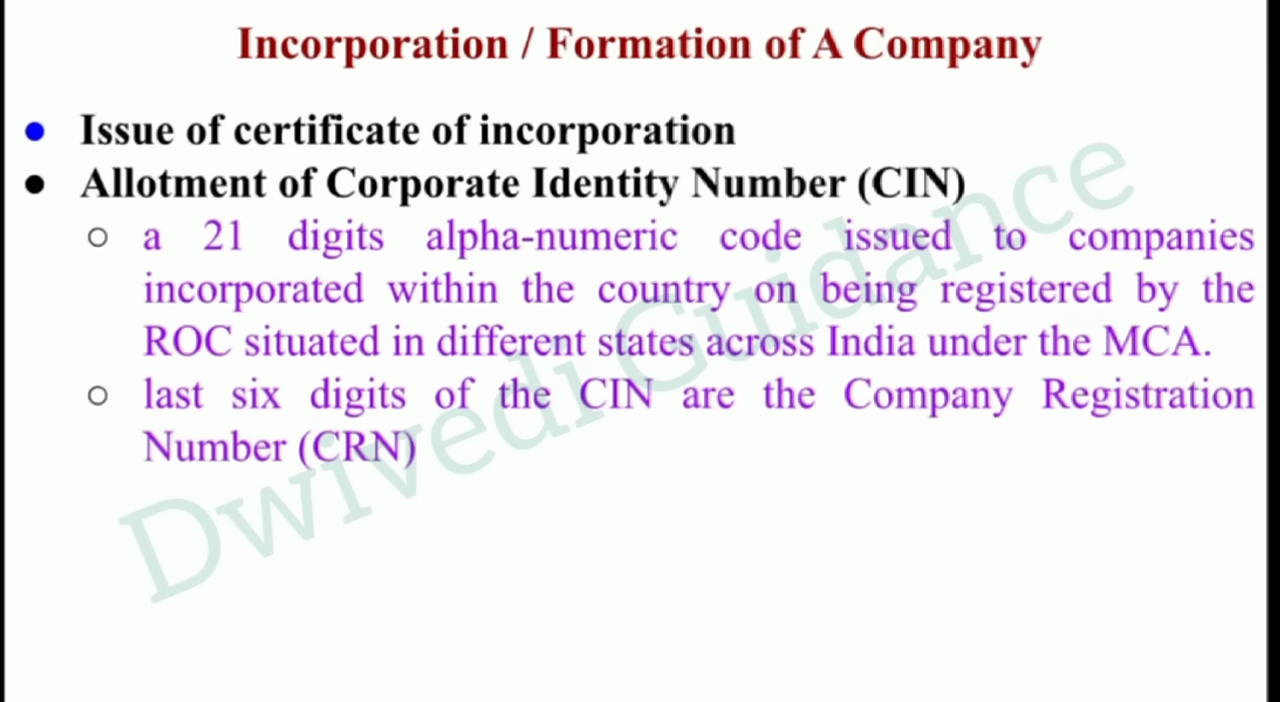 Incorporation / Formation of A Company
● Issue of certificate of incorporation
● Allotment of Corporate Identity Number (CIN)
○ a 21 digits alpha-numeric code issued to companies
incorporated within the country on being registered by the
ROC situated in different states across India under the MCA.
○ last six digits of the CIN are the Company Registration
Number (CRN)
Dwivedi Guidance